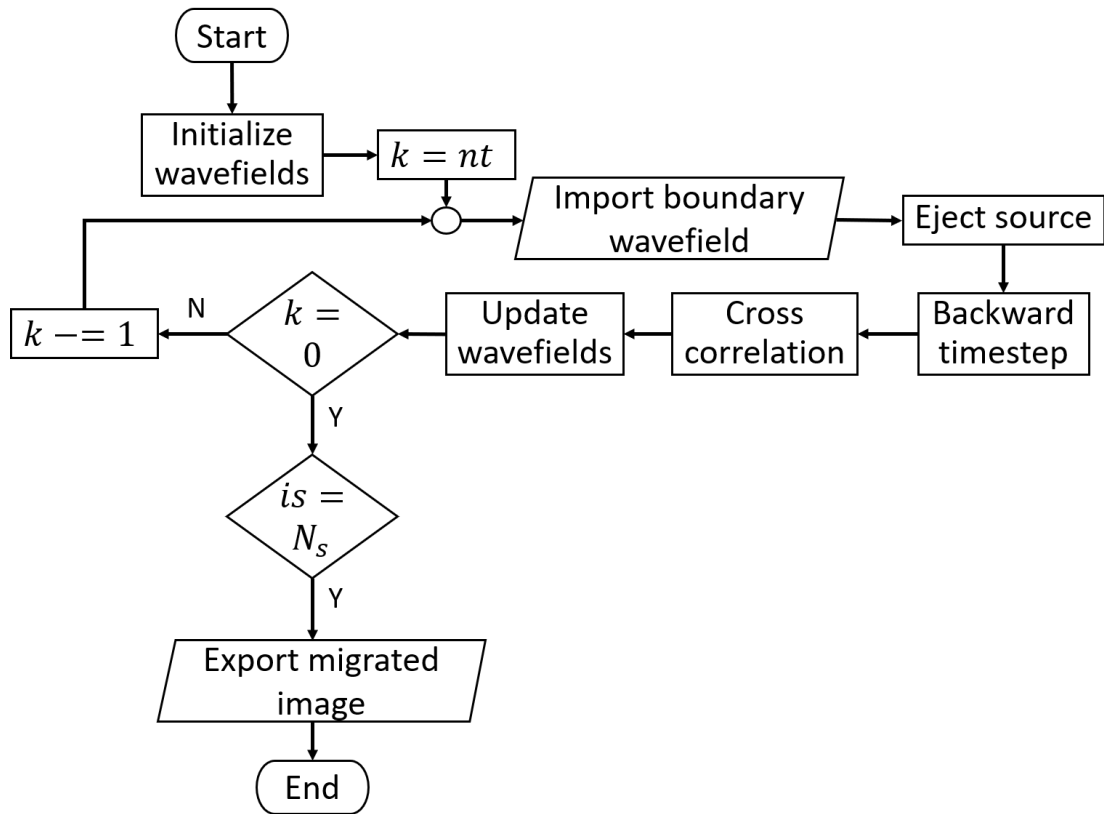 Start
Initialize
wavefields
k = nt
Import boundary
wavefield
Eject source
Backward
timestep
Cross
correlation
Update
wavefields
k =
0
N
k −= 1
Y
is =
Nₛ
Y
Export migrated
image
End